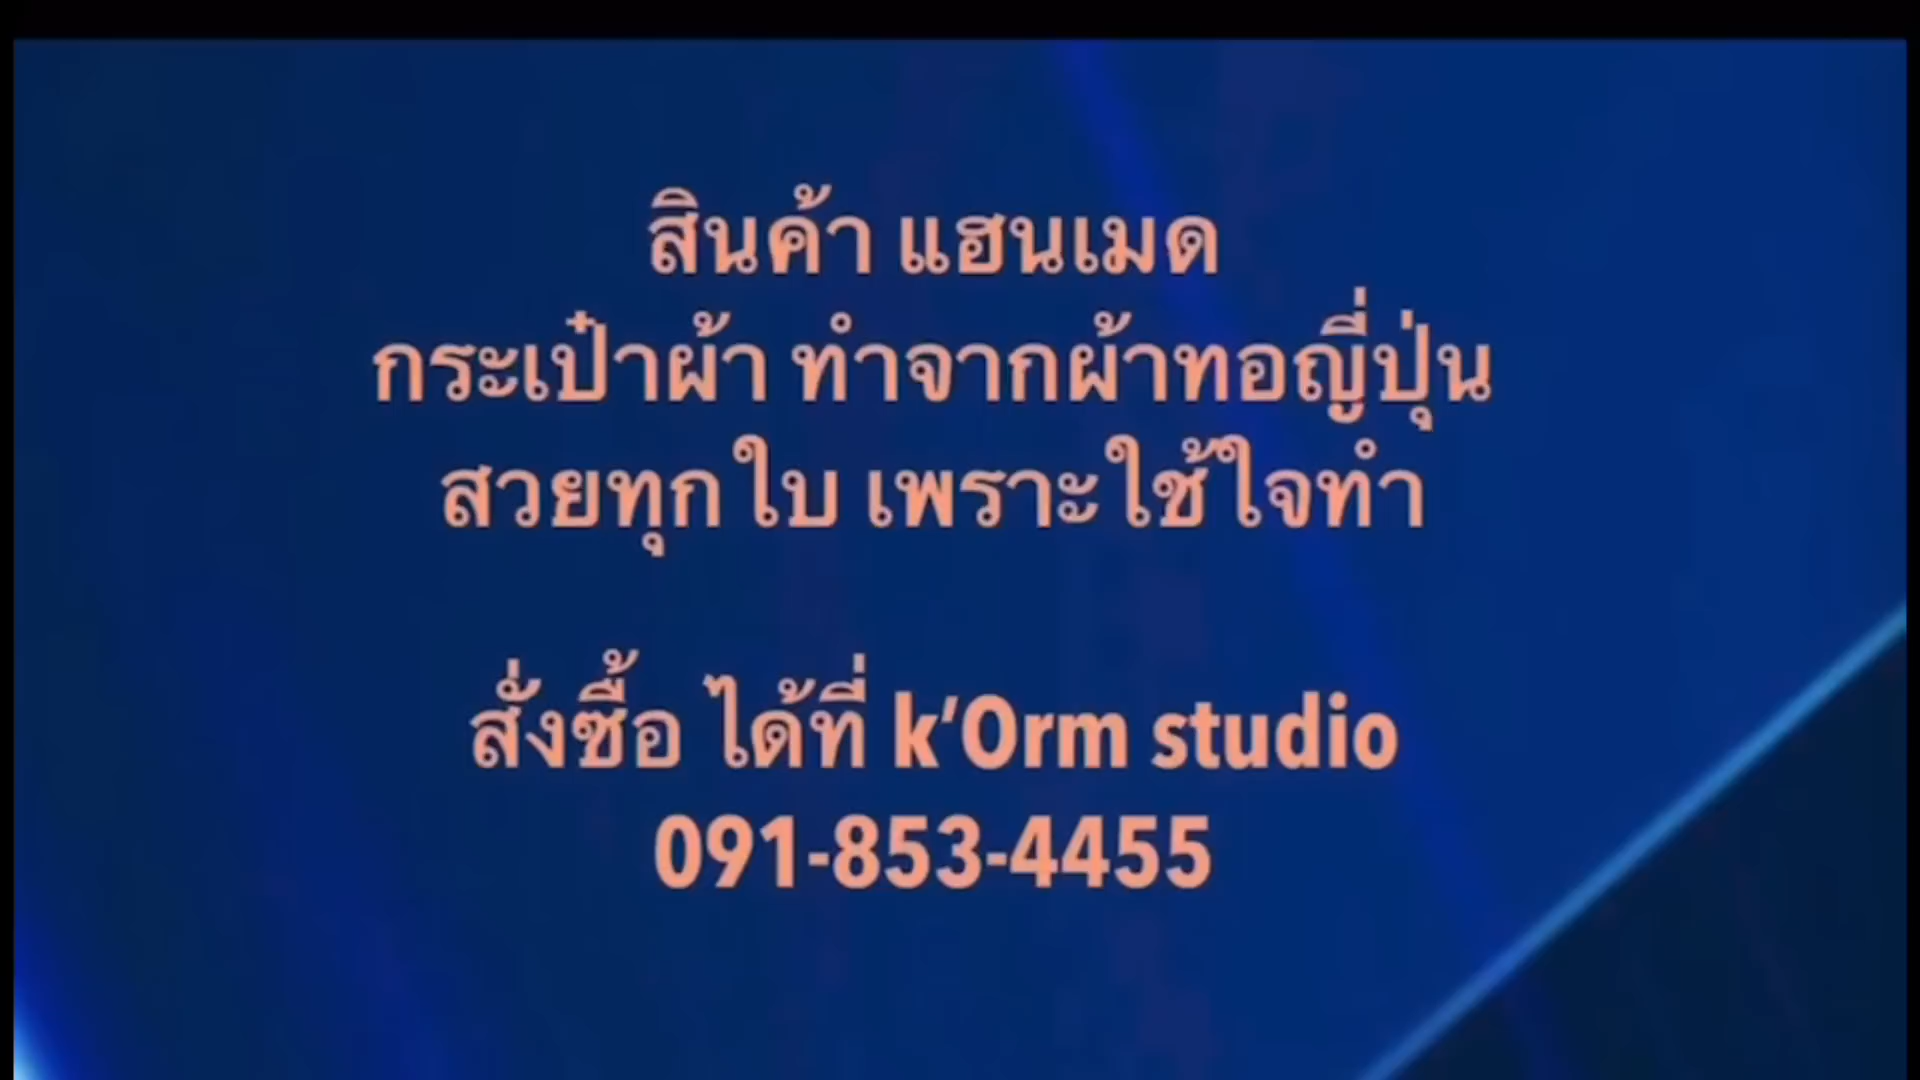 สินค้า แฮนเมด
กระเป๋าผ้า ทำจากผ้าทอญี่ปุ่น
สวยทุกใบ เพราะใช้ใจทำ
สั่งซื้อ ได้ที่ k’Orm studio
091-853-4455